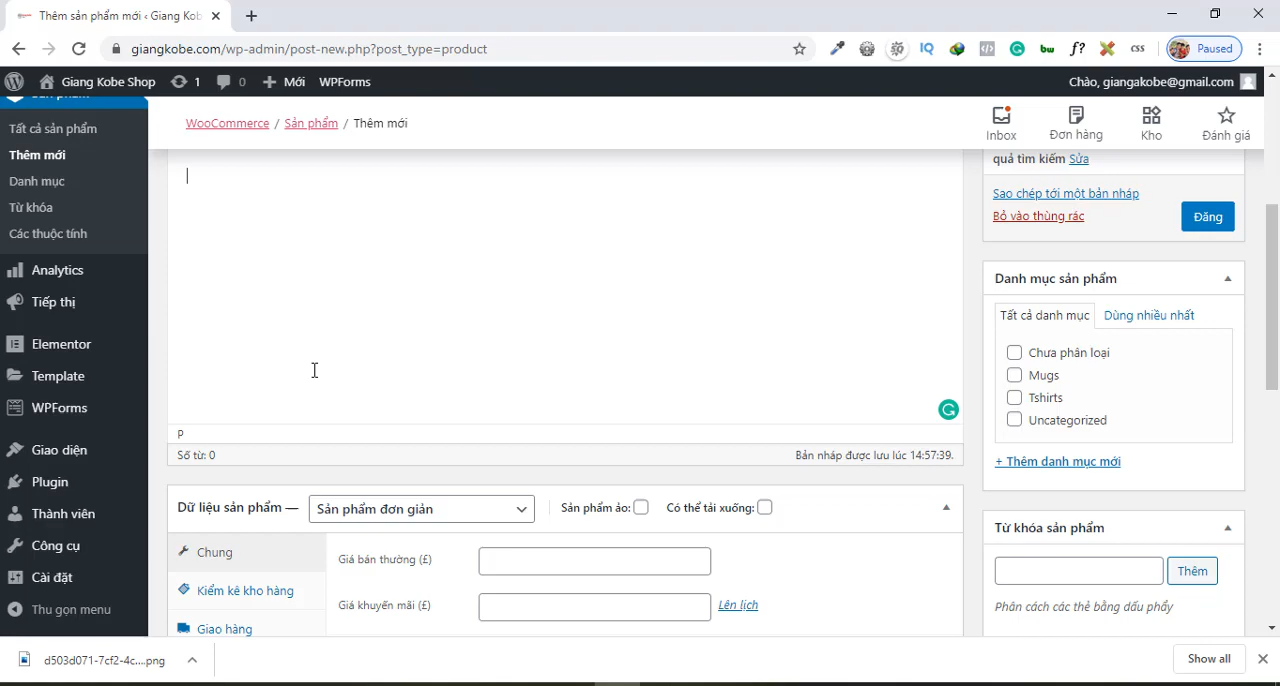 Thêm sản phẩm mới ‹ Giang Kob
giangkobe.com/wp-admin/post-new.php?post_type=product
IQ
</>
bw
f?
css
Paused
Giang Kobe Shop
1
0
Mới
WPForms
Chào, giangakobe@gmail.com
Tất cả sản phẩm
Thêm mới
Danh mục
Từ khóa
Các thuộc tính
Analytics
Tiếp thị
Elementor
Template
WPForms
Giao diện
Plugin
Thành viên
Công cụ
Cài đặt
Thu gọn menu
WooCommerce / Sản phẩm / Thêm mới
Inbox
Đơn hàng
Kho
Đánh giá
p
Số từ: 0
Bản nháp được lưu lúc 14:57:39.
Dữ liệu sản phẩm —
Sản phẩm đơn giản
Sản phẩm ảo:
Có thể tải xuống:
Chung
Kiểm kê kho hàng
Giao hàng
Giá bán thường (£)
Giá khuyến mãi (£)
Lên lịch
quả tìm kiếm Sửa
Sao chép tới một bản nháp
Bỏ vào thùng rác
Đăng
Danh mục sản phẩm
Tất cả danh mục
Dùng nhiều nhất
Chưa phân loại
Mugs
Tshirts
Uncategorized
+ Thêm danh mục mới
Từ khóa sản phẩm
Thêm
Phân cách các thẻ bằng dấu phẩy
d503d071-7cf2-4c....png
Show all